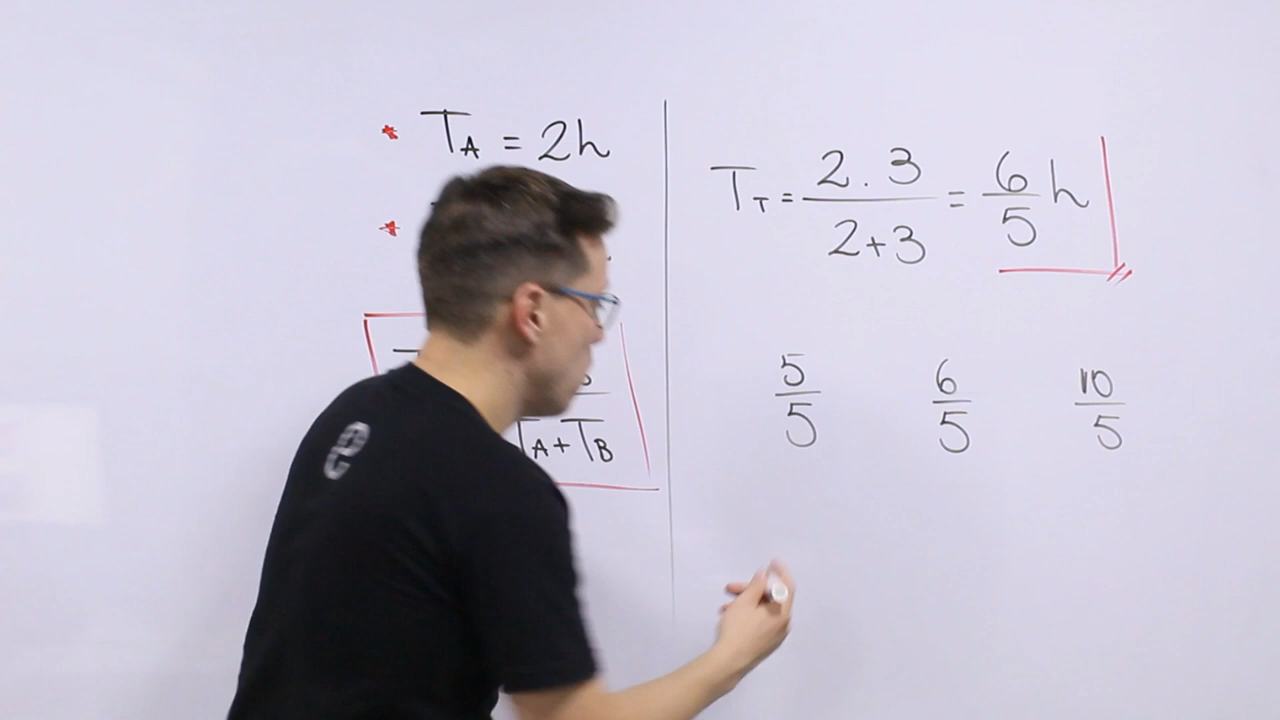 * T_A = 2h
*
T_A + T_B
T_T = 2 . 3 / 2+3 = 6/5 h
5/5 6/5 10/5